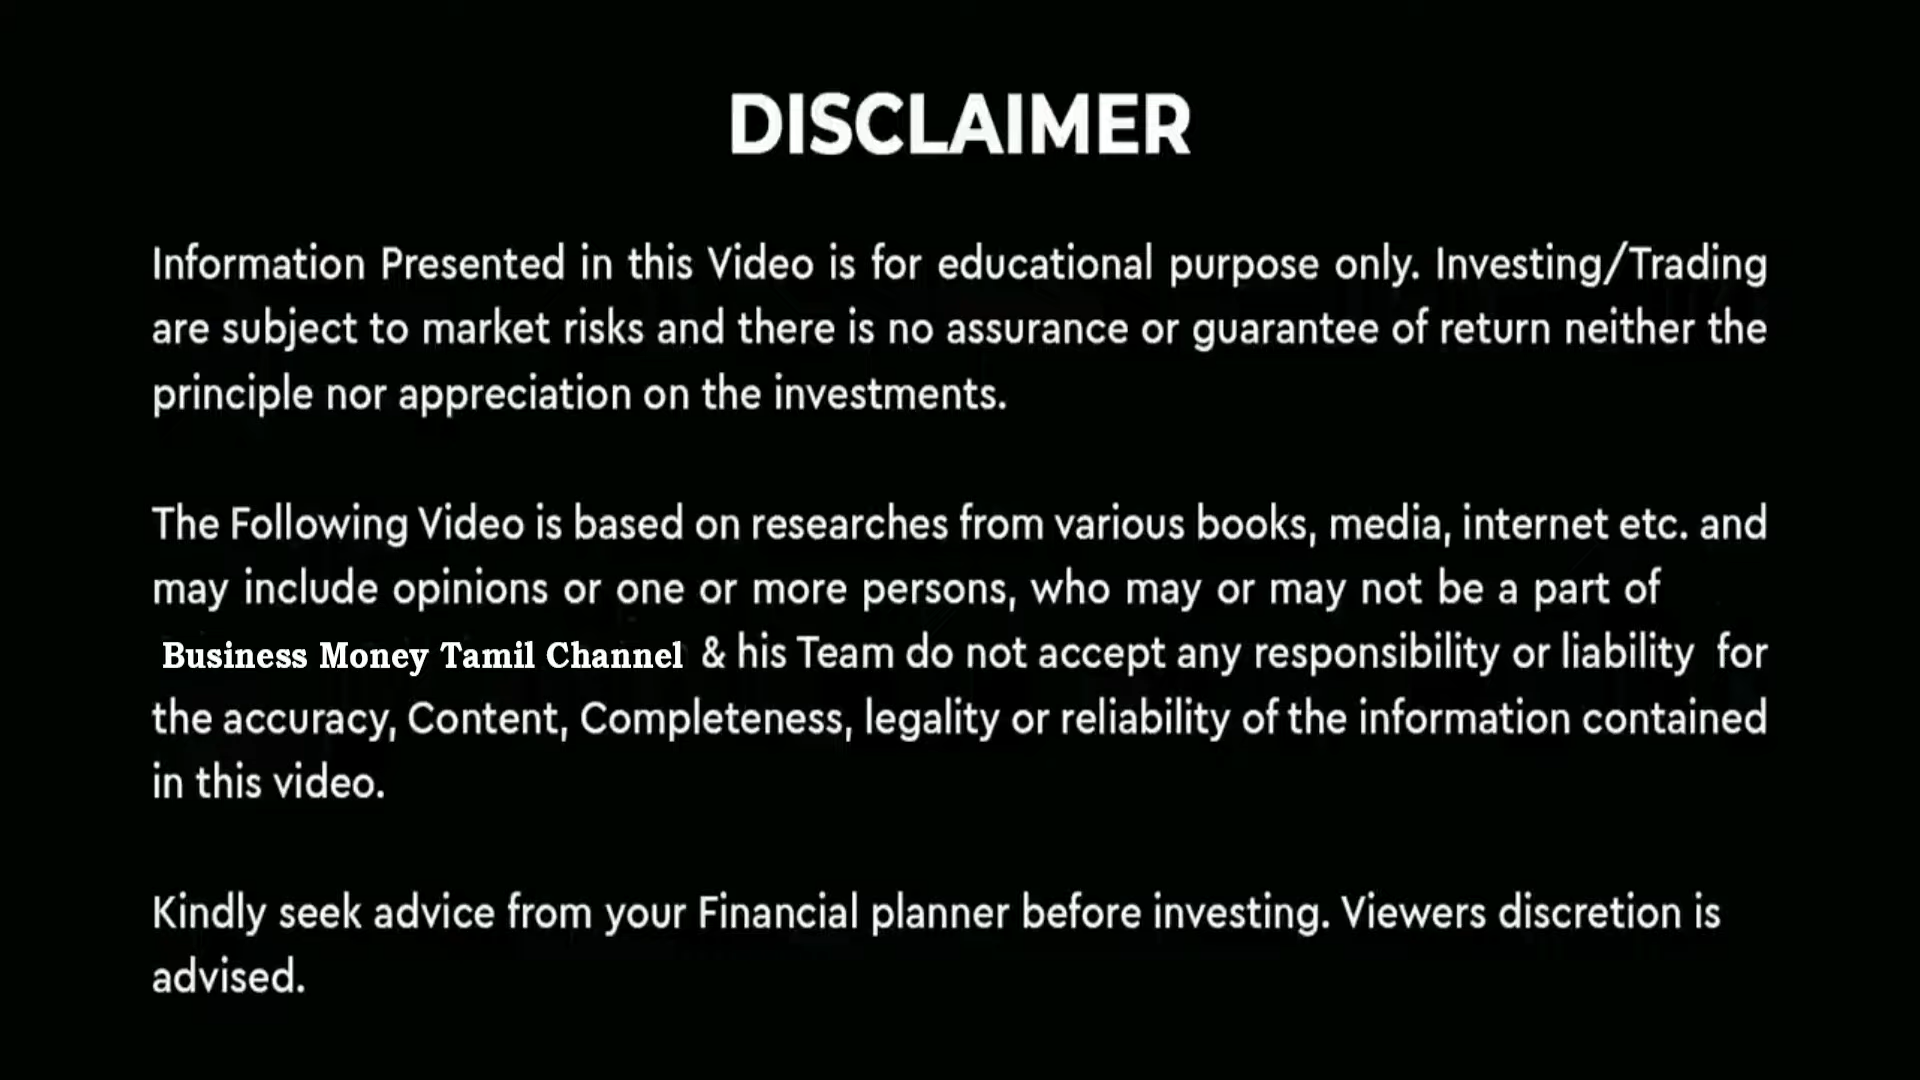 DISCLAIMER
Information Presented in this Video is for educational purpose only. Investing/Trading
are subject to market risks and there is no assurance or guarantee of return neither the
principle nor appreciation on the investments.
The Following Video is based on researches from various books, media, internet etc. and
may include opinions or one or more persons, who may or may not be a part of
Business Money Tamil Channel & his Team do not accept any responsibility or liability for
the accuracy, Content, Completeness, legality or reliability of the information contained
in this video.
Kindly seek advice from your Financial planner before investing. Viewers discretion is
advised.